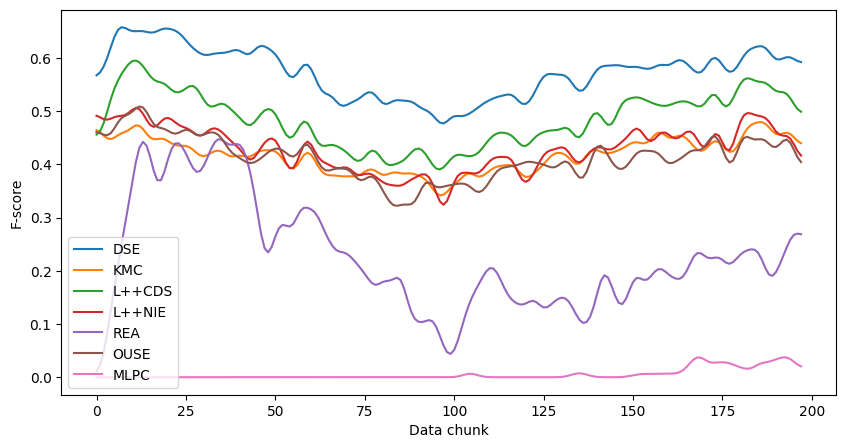 F-score
0.6
0.5
0.4
0.3
0.2
0.1
0.0
DSE
KMC
L++CDS
L++NIE
REA
OUSE
MLPC
0 25 50 75 100 125 150 175 200
Data chunk